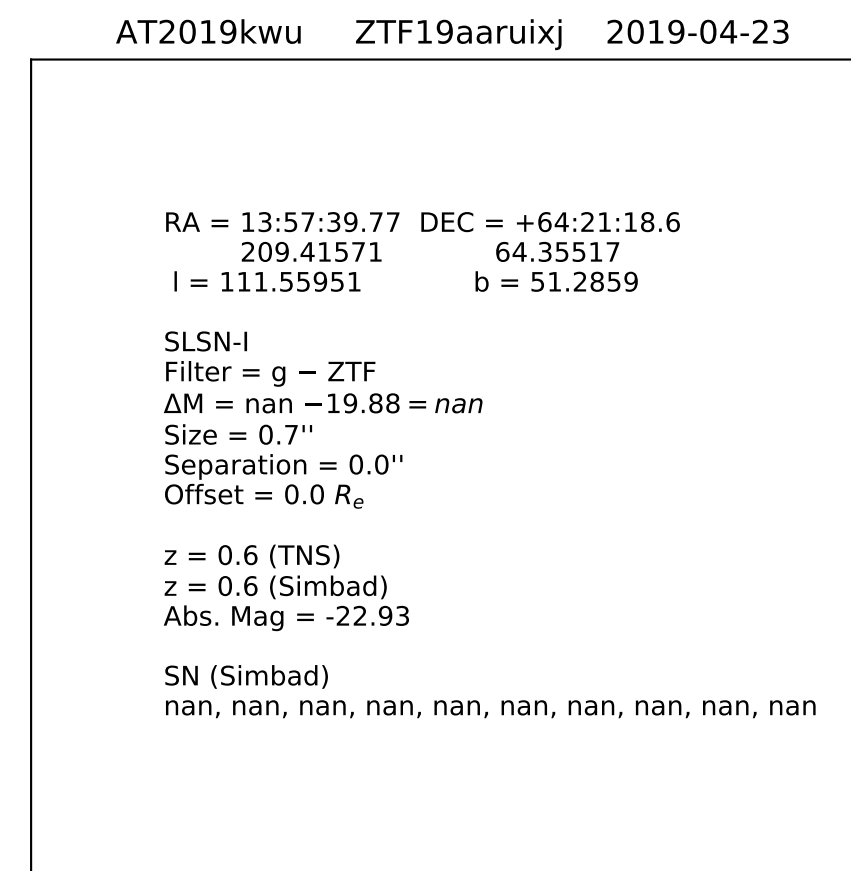 AT2019kwu ZTF19aaruixj 2019-04-23
RA = 13:57:39.77 DEC = +64:21:18.6
209.41571 64.35517
l = 111.55951 b = 51.2859
SLSN-I
Filter = g − ZTF
ΔM = nan −19.88 = nan
Size = 0.7''
Separation = 0.0''
Offset = 0.0 Re
z = 0.6 (TNS)
z = 0.6 (Simbad)
Abs. Mag = -22.93
SN (Simbad)
nan, nan, nan, nan, nan, nan, nan, nan, nan, nan